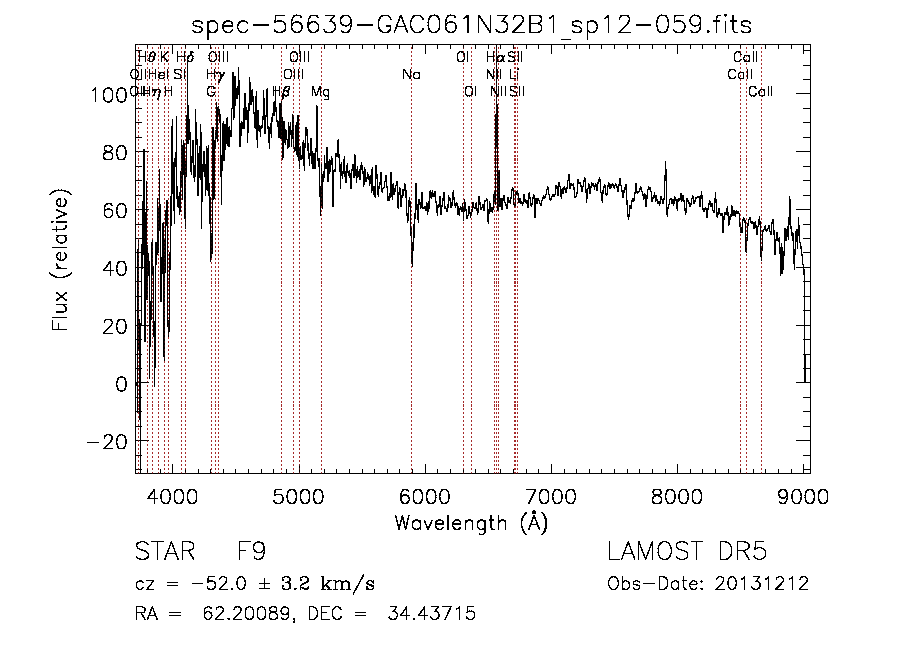 spec-56639-GAC061N32B1_sp12-059.fits
Hθ K Hδ OIII OIII OI Hα SII CaII
OII HeI SII Hγ OIII Na NII Li CaII
OII Hη H G Hβ Mg OI NII SII CaII
100
80
60
40
20
0
−20
Flux (relative)
4000 5000 6000 7000 8000 9000
Wavelength (Å)
STAR F9 LAMOST DR5
cz = −52.0 ± 3.2 km/s Obs-Date: 20131212
RA = 62.20089, DEC = 34.43715